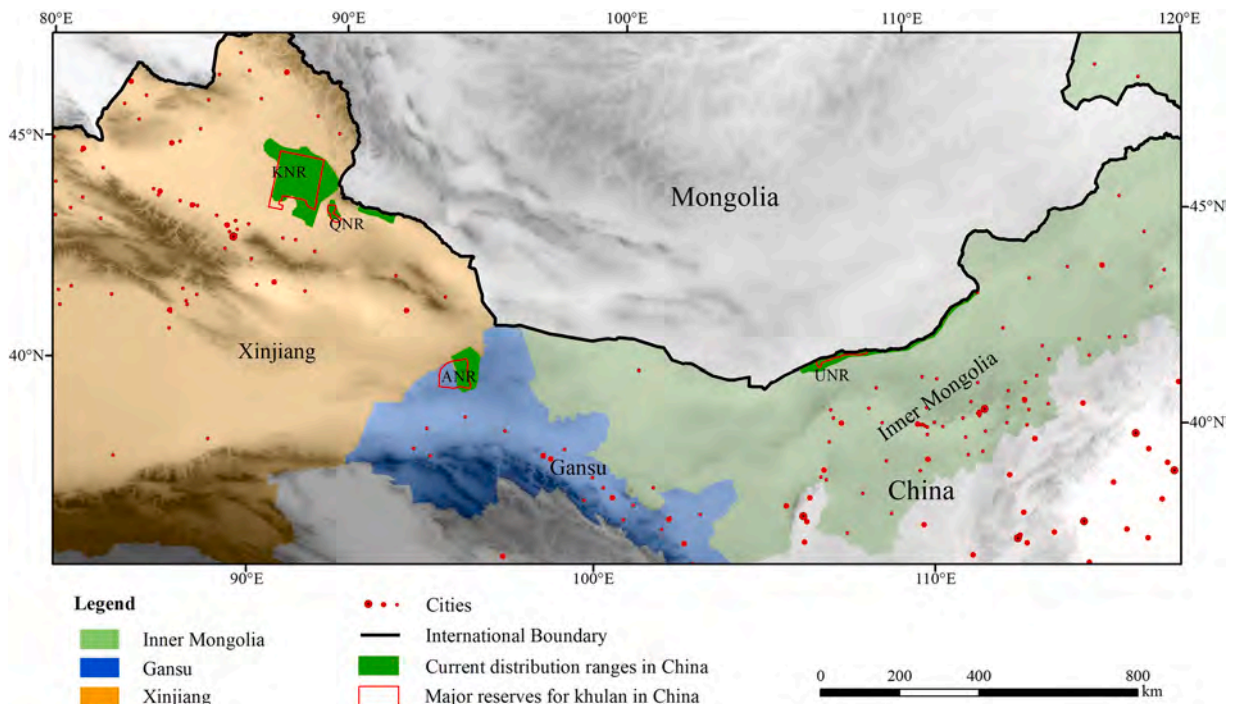 80°E 90°E 100°E 110°E 120°E
45°N
KNR
QNR
Mongolia
45°N
Xinjiang
40°N
ANR
UNR
Inner Mongolia
40°N
Gansu
China
90°E 100°E 110°E
Legend
Inner Mongolia
Gansu
Xinjiang
Cities
International Boundary
Current distribution ranges in China
Major reserves for khulan in China
0 200 400 800
km